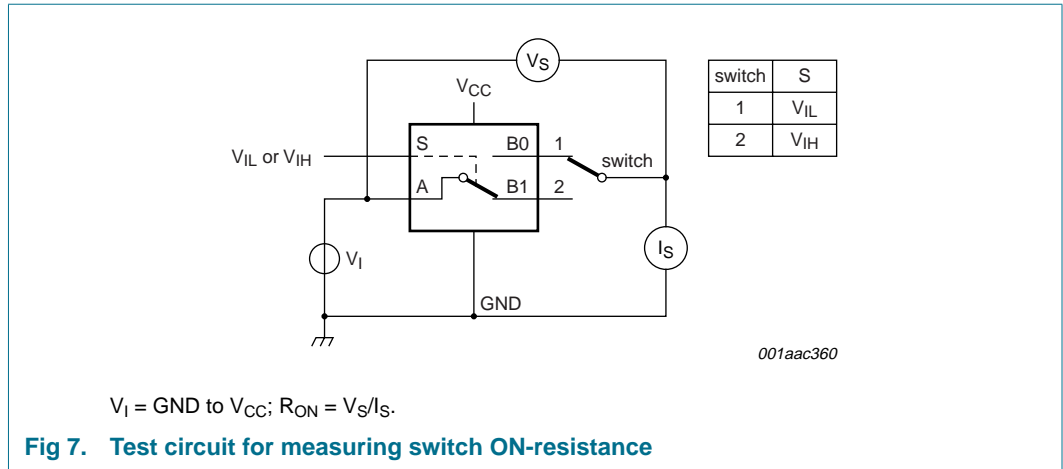 VS
VCC
switch S
1 VIL
2 VIH
S B0 1
VIL or VIH
switch
A B1 2
VI
IS
GND
001aac360
VI = GND to VCC; RON = VS/IS.
Fig 7. Test circuit for measuring switch ON-resistance